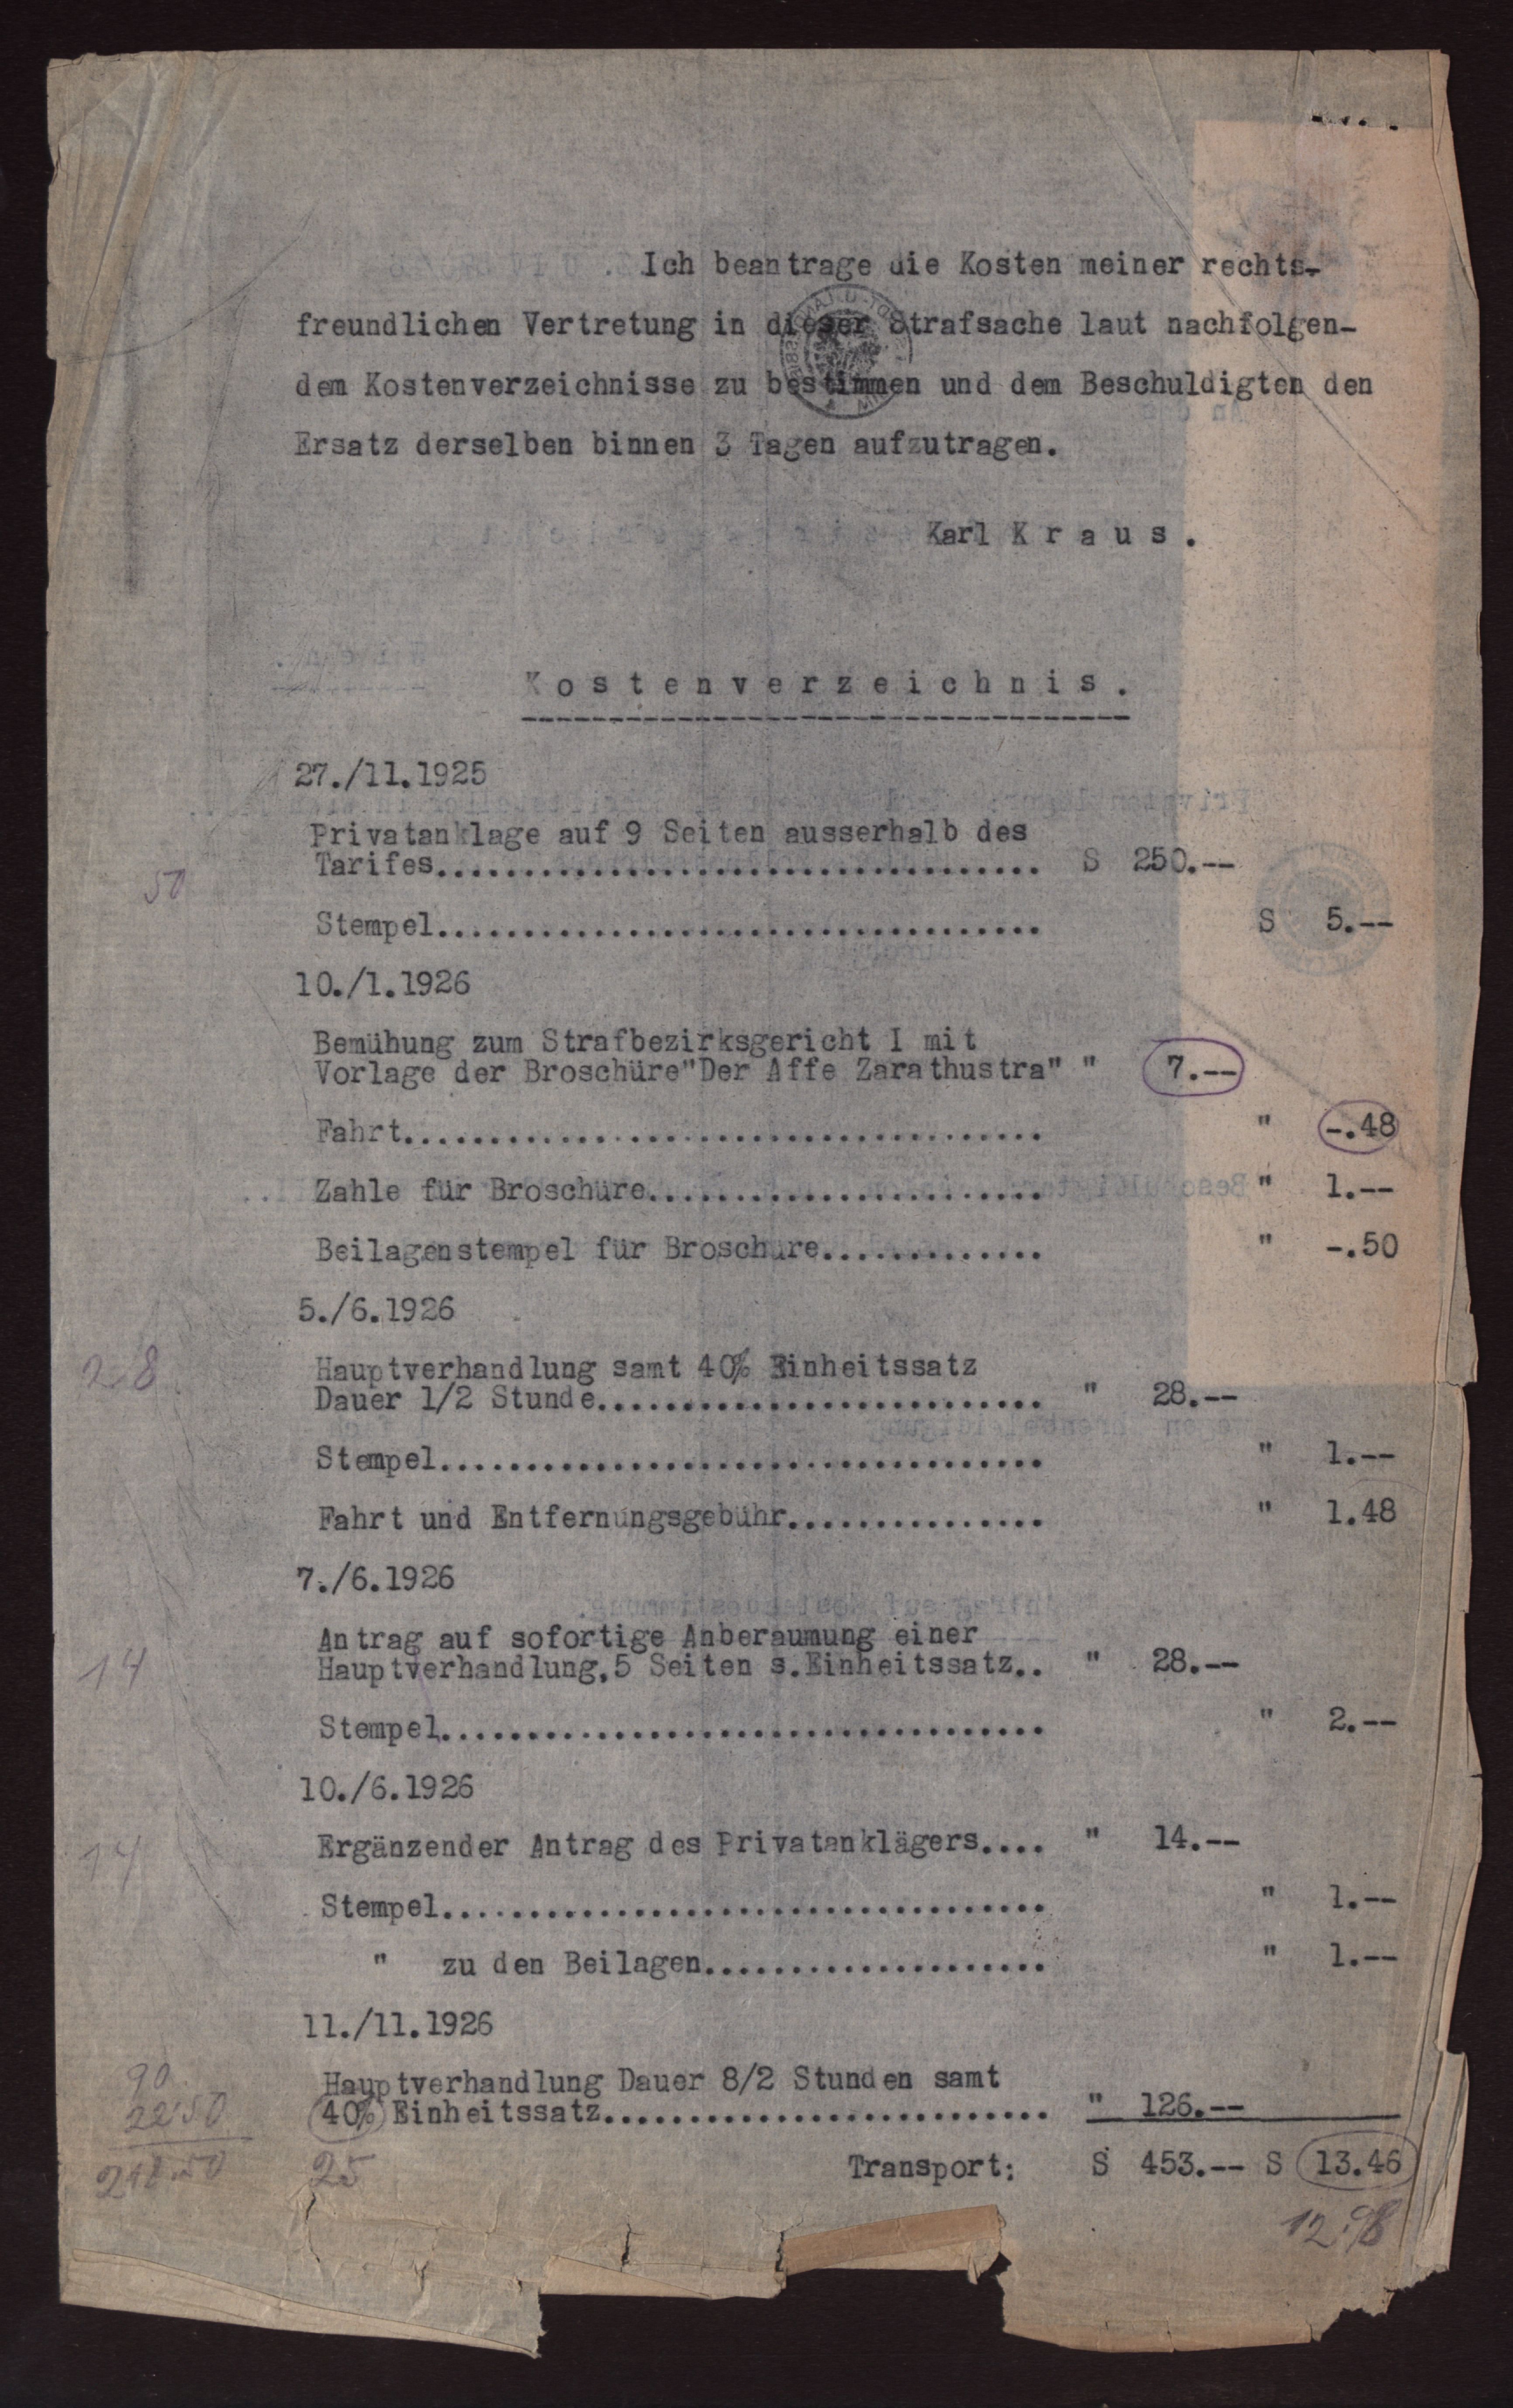 Ich beantrage die Kosten meiner rechts-
freundlichen Vertretung in dieser Strafsache laut nachfolgen-
dem Kostenverzeichnisse zu bestimmen und dem Beschuldigten den
Ersatz derselben binnen 3 Tagen aufzutragen.
Karl K r a u s .
K o s t e n v e r z e i c h n i s .
27./11.1925
Privatanklage auf 9 Seiten ausserhalb des
50 Tarifes................................... S 250.--
Stempel................................... S 5.--
10./1.1926
Bemühung zum Strafbezirksgericht I mit
Vorlage der Broschüre"Der Affe Zarathustra" " 7.--
Fahrt..................................... " -.48
Zahle für Broschüre....................... " 1.--
Beilagenstempel für Broschüre............. " -.50
5./6.1926
28 Hauptverhandlung samt 40% Einheitssatz
Dauer 1/2 Stunde.......................... " 28.--
Stempel................................... " 1.--
Fahrt und Entfernungsgebühr............... " 1.48
7./6.1926
Antrag auf sofortige Anberaumung einer
14 Hauptverhandlung,5 Seiten s.Einheitssatz.. " 28.--
Stempel................................... " 2.--
10./6.1926
14 Ergänzender Antrag des Privatanklägers.... " 14.--
Stempel................................... " 1.--
" zu den Beilagen.................... " 1.--
11./11.1926
90 Hauptverhandlung Dauer 8/2 Stunden samt
22.50 40% Einheitssatz.......................... " 126.--
25 Transport: S 453.-- S 13.46
12.98